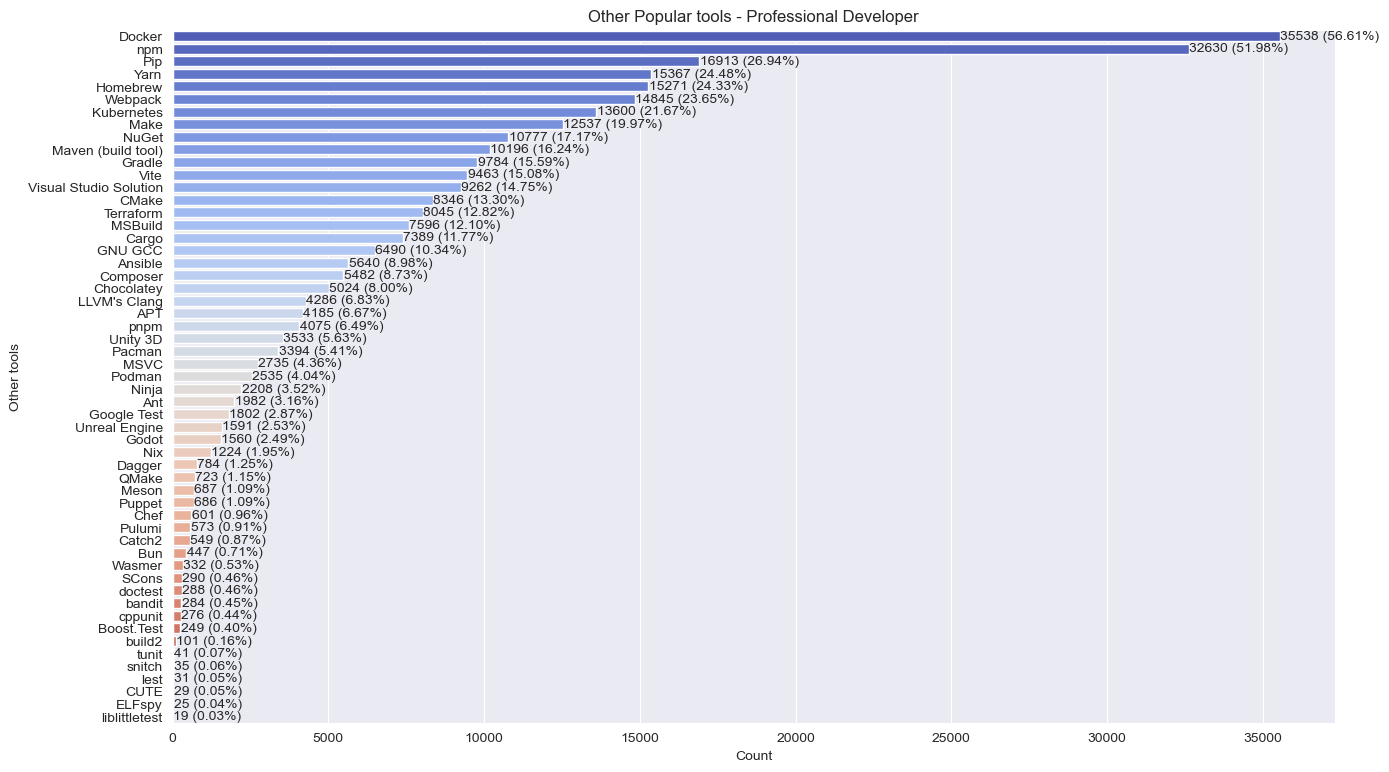 Other Popular tools - Professional Developer
Other tools
Docker 35538 (56.61%)
npm 32630 (51.98%)
Pip 16913 (26.94%)
Yarn 15367 (24.48%)
Homebrew 15271 (24.33%)
Webpack 14845 (23.65%)
Kubernetes 13600 (21.67%)
Make 12537 (19.97%)
NuGet 10777 (17.17%)
Maven (build tool) 10196 (16.24%)
Gradle 9784 (15.59%)
Vite 9463 (15.08%)
Visual Studio Solution 9262 (14.75%)
CMake 8346 (13.30%)
Terraform 8045 (12.82%)
MSBuild 7596 (12.10%)
Cargo 7389 (11.77%)
GNU GCC 6490 (10.34%)
Ansible 5640 (8.98%)
Composer 5482 (8.73%)
Chocolatey 5024 (8.00%)
LLVM's Clang 4286 (6.83%)
APT 4185 (6.67%)
pnpm 4075 (6.49%)
Unity 3D 3533 (5.63%)
Pacman 3394 (5.41%)
MSVC 2735 (4.36%)
Podman 2535 (4.04%)
Ninja 2208 (3.52%)
Ant 1982 (3.16%)
Google Test 1802 (2.87%)
Unreal Engine 1591 (2.53%)
Godot 1560 (2.49%)
Nix 1224 (1.95%)
Dagger 784 (1.25%)
QMake 723 (1.15%)
Meson 687 (1.09%)
Puppet 686 (1.09%)
Chef 601 (0.96%)
Pulumi 573 (0.91%)
Catch2 549 (0.87%)
Bun 447 (0.71%)
Wasmer 332 (0.53%)
SCons 290 (0.46%)
doctest 288 (0.46%)
bandit 284 (0.45%)
cppunit 276 (0.44%)
Boost.Test 249 (0.40%)
build2 101 (0.16%)
tunit 41 (0.07%)
snitch 35 (0.06%)
lest 31 (0.05%)
CUTE 29 (0.05%)
ELFspy 25 (0.04%)
liblittletest 19 (0.03%)
0 5000 10000 15000 20000 25000 30000 35000
Count